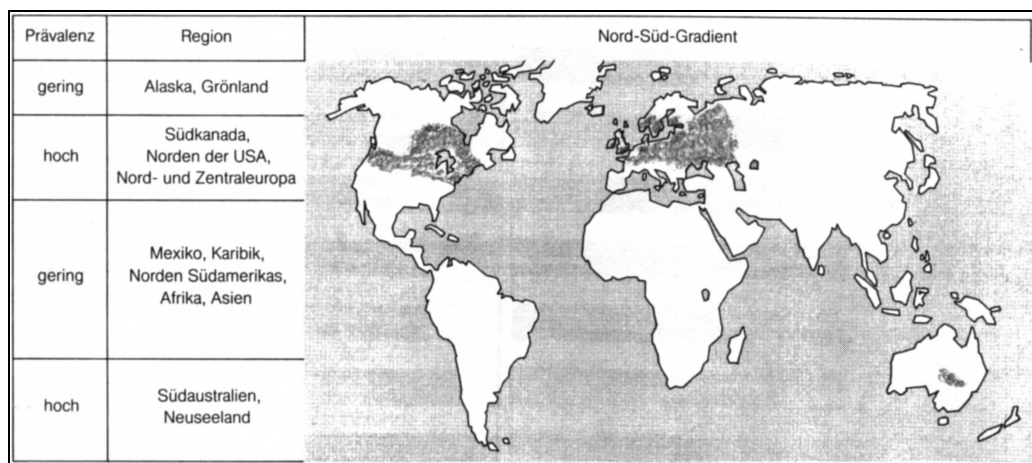 Prävalenz
Region
Nord-Süd-Gradient
gering
Alaska, Grönland
hoch
Südkanada,
Norden der USA,
Nord- und Zentraleuropa
gering
Mexiko, Karibik,
Norden Südamerikas,
Afrika, Asien
hoch
Südaustralien,
Neuseeland